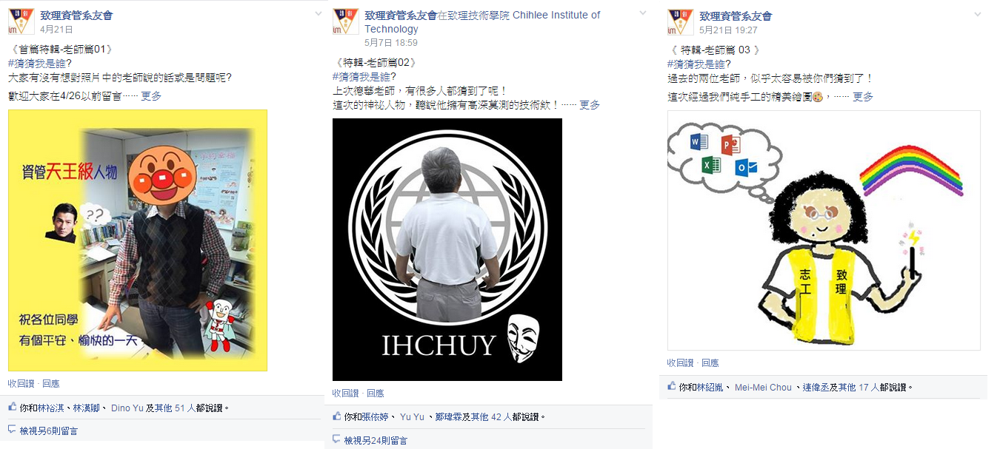 致理資管系友會
4月21日
《首篇特輯-老師篇01》
#猜猜我是誰?
大家有沒有想對照片中的老師說的話或是問題呢?
歡迎大家在4/26以前留言⋯⋯ 更多
資管天王級人物
??
祝各位同學
有個平安、愉快的一天
收回讚 · 回應
你和林裕淇、林漢卿、 Dino Yu 及其他 51 人都說讚。
檢視另6則留言
致理資管系友會在致理技術學院 Chihlee Institute of
Technology
5月7日 18:59
《特輯-老師篇02》
#猜猜我是誰?
上次德華老師，有很多人都猜到了呢！
這次的神祕人物，聽說他擁有高深莫測的技術欸！⋯⋯ 更多
IHCHUY
收回讚 · 回應
你和張依婷、 Yu Yu 、鄭瑋霖及其他 42 人都說讚。
檢視另24則留言
致理資管系友會
5月21日 19:27
《 特輯-老師篇 03 》
#猜猜我是誰?
過去的兩位老師，似乎太容易被你們猜到了！
這次經過我們純手工的精美繪圖🎨，⋯⋯ 更多
W
P
X
O
志 致
工 理
收回讚 · 回應
你和林紹胤、 Mei-Mei Chou 、連偉丞及其他 17 人都說讚。